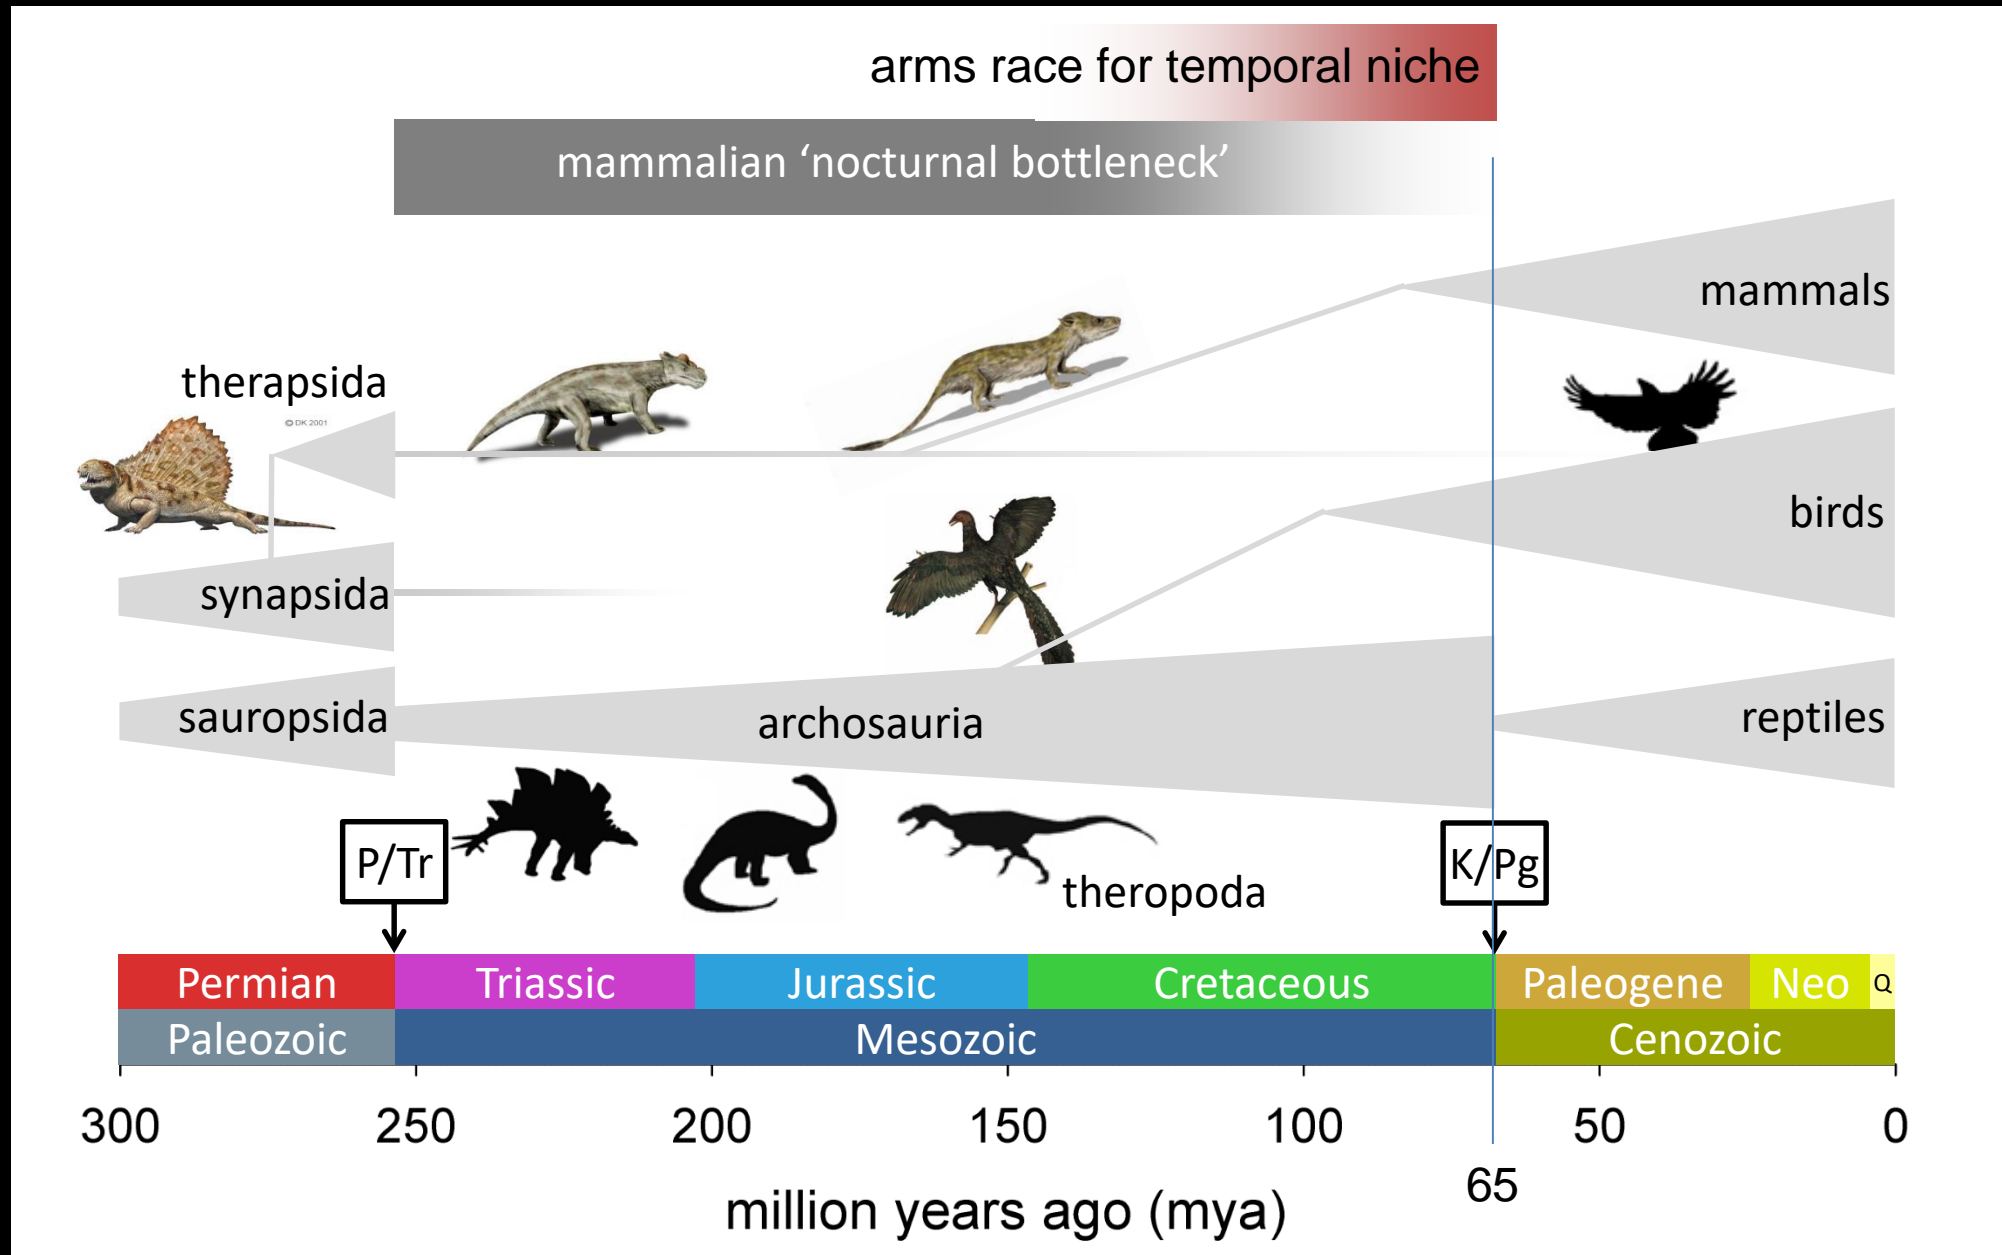 arms race for temporal niche
mammalian ‘nocturnal bottleneck’
mammals
therapsida
© DK 2001
birds
synapsida
sauropsida
archosauria
reptiles
P/Tr
K/Pg
theropoda
Permian Triassic Jurassic Cretaceous Paleogene Neo Q
Paleozoic Mesozoic Cenozoic
300 250 200 150 100 50 0
65
million years ago (mya)